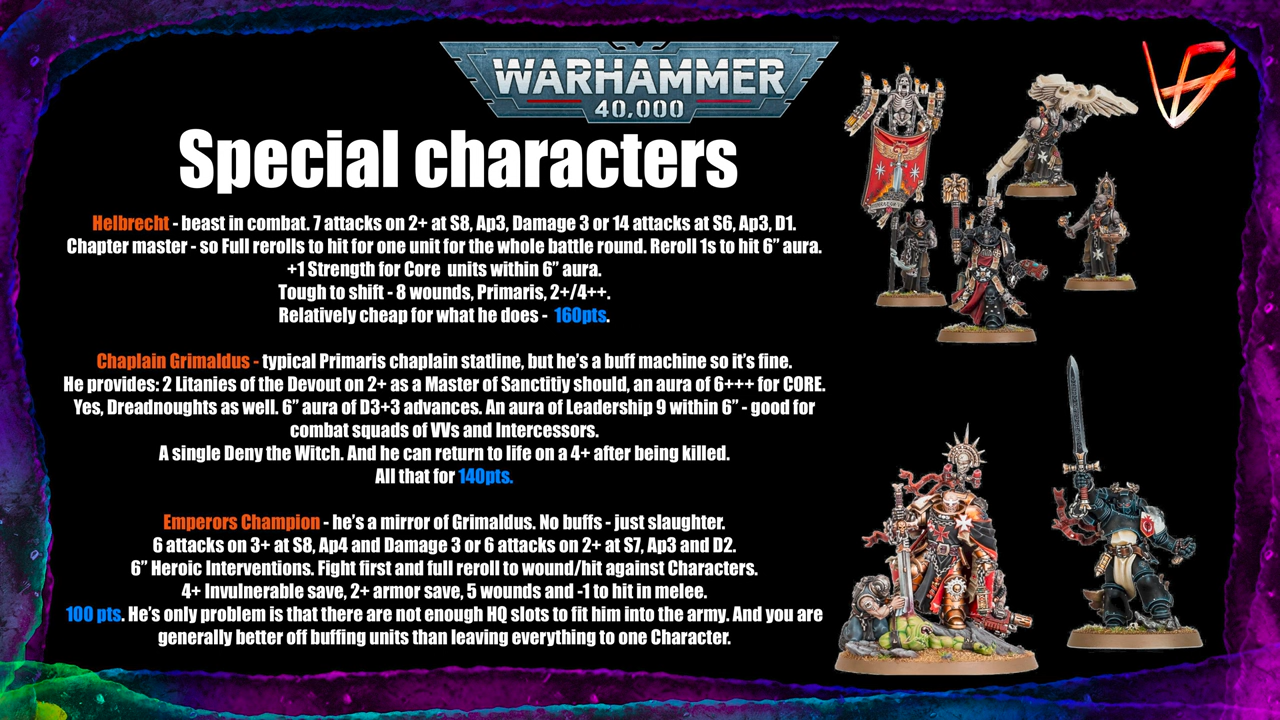 WARHAMMER
40,000
Special characters
Helbrecht - beast in combat. 7 attacks on 2+ at S8, Ap3, Damage 3 or 14 attacks at S6, Ap3, D1.
Chapter master - so Full rerolls to hit for one unit for the whole battle round. Reroll 1s to hit 6” aura.
+1 Strength for Core units within 6” aura.
Tough to shift - 8 wounds, Primaris, 2+/4++.
Relatively cheap for what he does - 160pts.
Chaplain Grimaldus - typical Primaris chaplain statline, but he’s a buff machine so it’s fine.
He provides: 2 Litanies of the Devout on 2+ as a Master of Sanctitiy should, an aura of 6+++ for CORE.
Yes, Dreadnoughts as well. 6” aura of D3+3 advances. An aura of Leadership 9 within 6” - good for
combat squads of VVs and Intercessors.
A single Deny the Witch. And he can return to life on a 4+ after being killed.
All that for 140pts.
Emperors Champion - he’s a mirror of Grimaldus. No buffs - just slaughter.
6 attacks on 3+ at S8, Ap4 and Damage 3 or 6 attacks on 2+ at S7, Ap3 and D2.
6” Heroic Interventions. Fight first and full reroll to wound/hit against Characters.
4+ Invulnerable save, 2+ armor save, 5 wounds and -1 to hit in melee.
100 pts. He’s only problem is that there are not enough HQ slots to fit him into the army. And you are
generally better off buffing units than leaving everything to one Character.